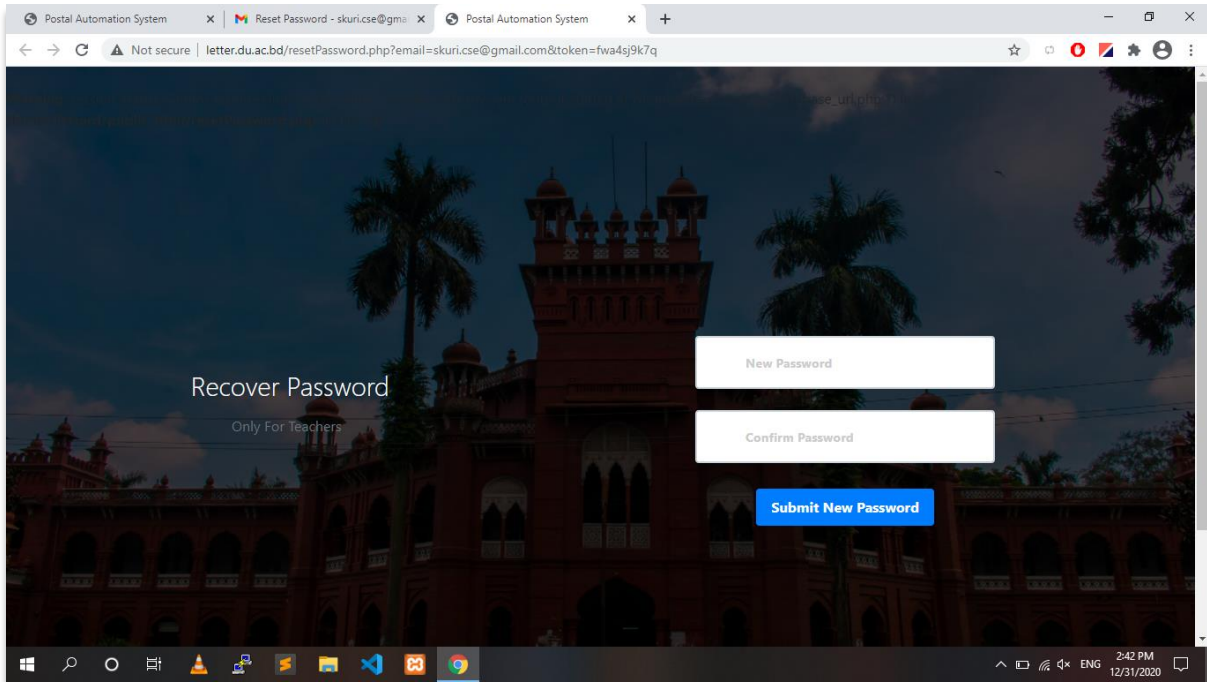 Postal Automation System
Reset Password - skuri.cse@gmai
Postal Automation System
Not secure | letter.du.ac.bd/resetPassword.php?email=skuri.cse@gmail.com&token=fwa4sj9k7q
Recover Password
Only For Teachers
New Password
Confirm Password
Submit New Password
ENG
2:42 PM
12/31/2020